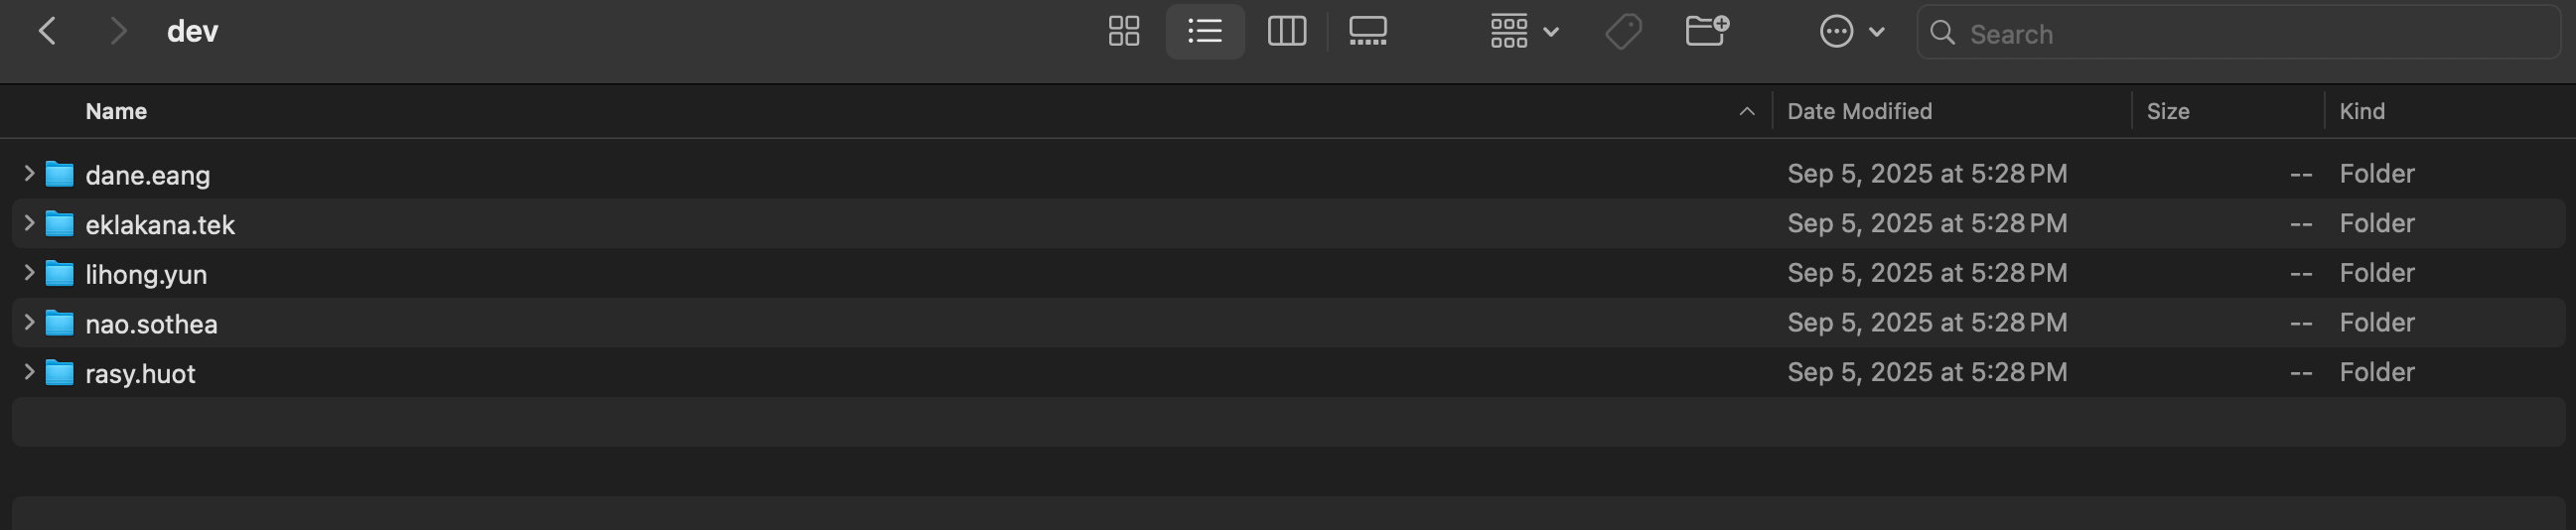 dev
Search
Name Date Modified Size Kind
dane.eang Sep 5, 2025 at 5:28 PM -- Folder
eklakana.tek Sep 5, 2025 at 5:28 PM -- Folder
lihong.yun Sep 5, 2025 at 5:28 PM -- Folder
nao.sothea Sep 5, 2025 at 5:28 PM -- Folder
rasy.huot Sep 5, 2025 at 5:28 PM -- Folder